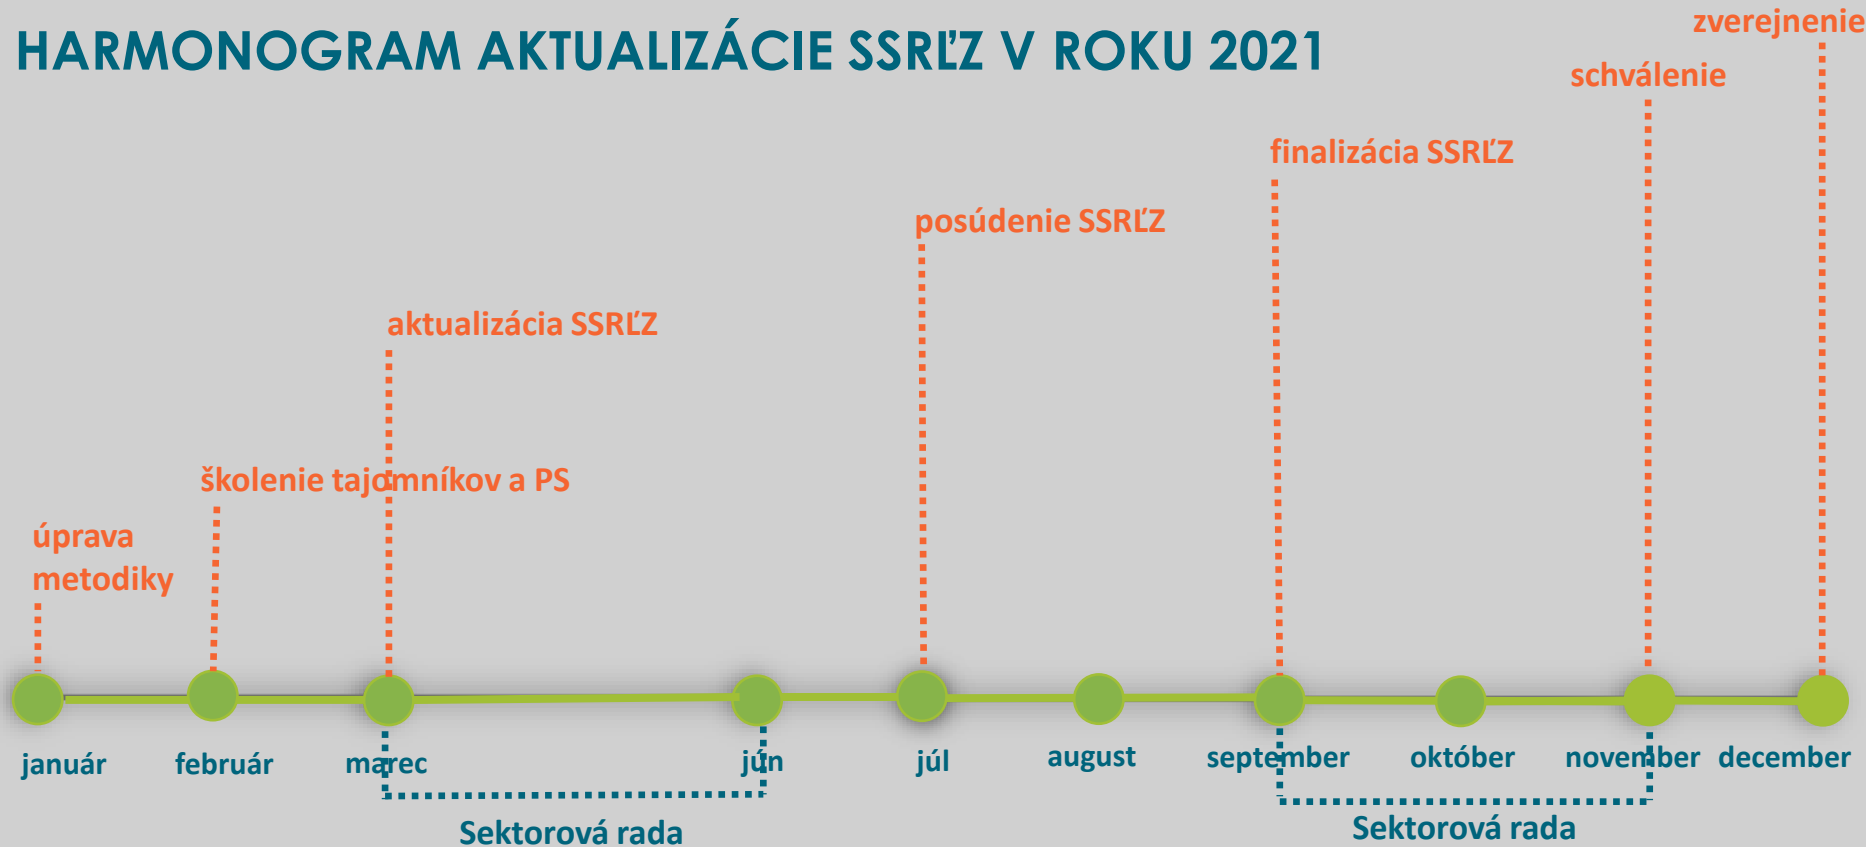 HARMONOGRAM AKTUALIZÁCIE SSRĽZ V ROKU 2021
zverejnenie
schválenie
finalizácia SSRĽZ
posúdenie SSRĽZ
aktualizácia SSRĽZ
školenie tajomníkov a PS
úprava
metodiky
január
február
marec
jún
júl
august
september
október
november
december
Sektorová rada
Sektorová rada